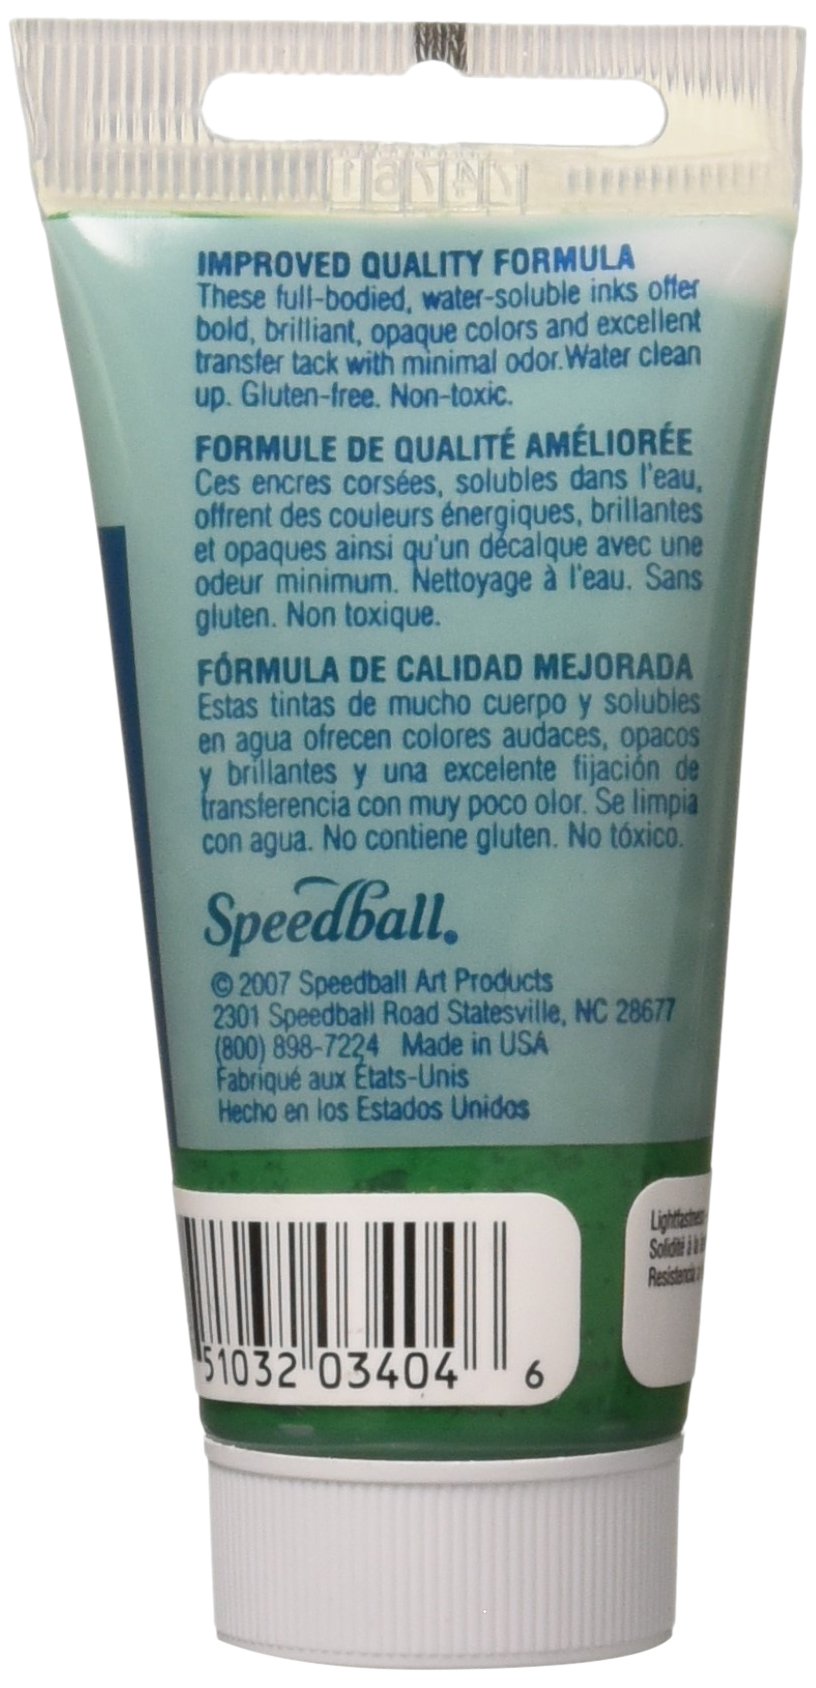 IMPROVED QUALITY FORMULA
These full-bodied, water-soluble inks offer
bold, brilliant, opaque colors and excellent
transfer tack with minimal odor.Water clean
up. Gluten-free. Non-toxic.
FORMULE DE QUALITÉ AMÉLIORÉE
Ces encres corsées, solubles dans l'eau,
offrent des couleurs énergiques, brillantes
et opaques ainsi qu'un décalque avec une
odeur minimum. Nettoyage à l'eau. Sans
gluten. Non toxique.
FÓRMULA DE CALIDAD MEJORADA
Estas tintas de mucho cuerpo y solubles
en agua ofrecen colores audaces, opacos
y brillantes y una excelente fijación de
transferencia con muy poco olor. Se limpia
con agua. No contiene gluten. No tóxico.
Speedball.
© 2007 Speedball Art Products
2301 Speedball Road Statesville, NC 28677
(800) 898-7224 Made in USA
Fabriqué aux États-Unis
Hecho en los Estados Unidos
51032 03404 6
Lightfastness
Solidité à la
Resistencia